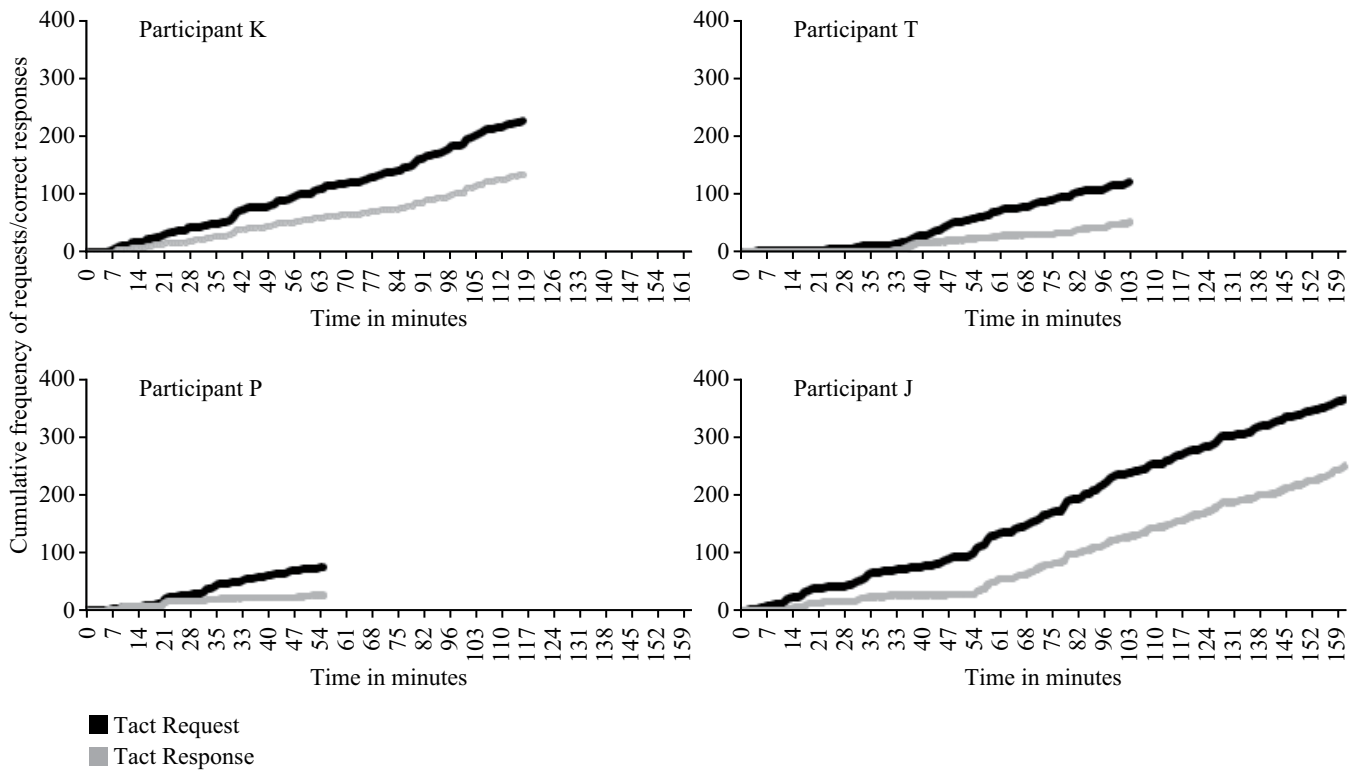 Cumulative frequency of requests/correct responses
Participant K
400
300
200
100
0
0 7 14 21 28 35 42 49 56 63 70 77 84 91 98 105 112 119 126 133 140 147 154 161
Time in minutes
Participant T
400
300
200
100
0
0 7 14 21 28 35 33 40 47 54 61 68 75 82 89 96 103 110 117 124 131 138 145 152 159
Time in minutes
Participant P
400
300
200
100
0
0 7 14 21 28 35 33 40 47 54 61 68 75 82 96 103 110 117 124 131 138 145 152 159
Time in minutes
Participant J
400
300
200
100
0
0 7 14 21 28 35 40 47 54 61 68 75 82 96 103 110 117 124 131 138 145 152 159
Time in minutes
Tact Request
Tact Response